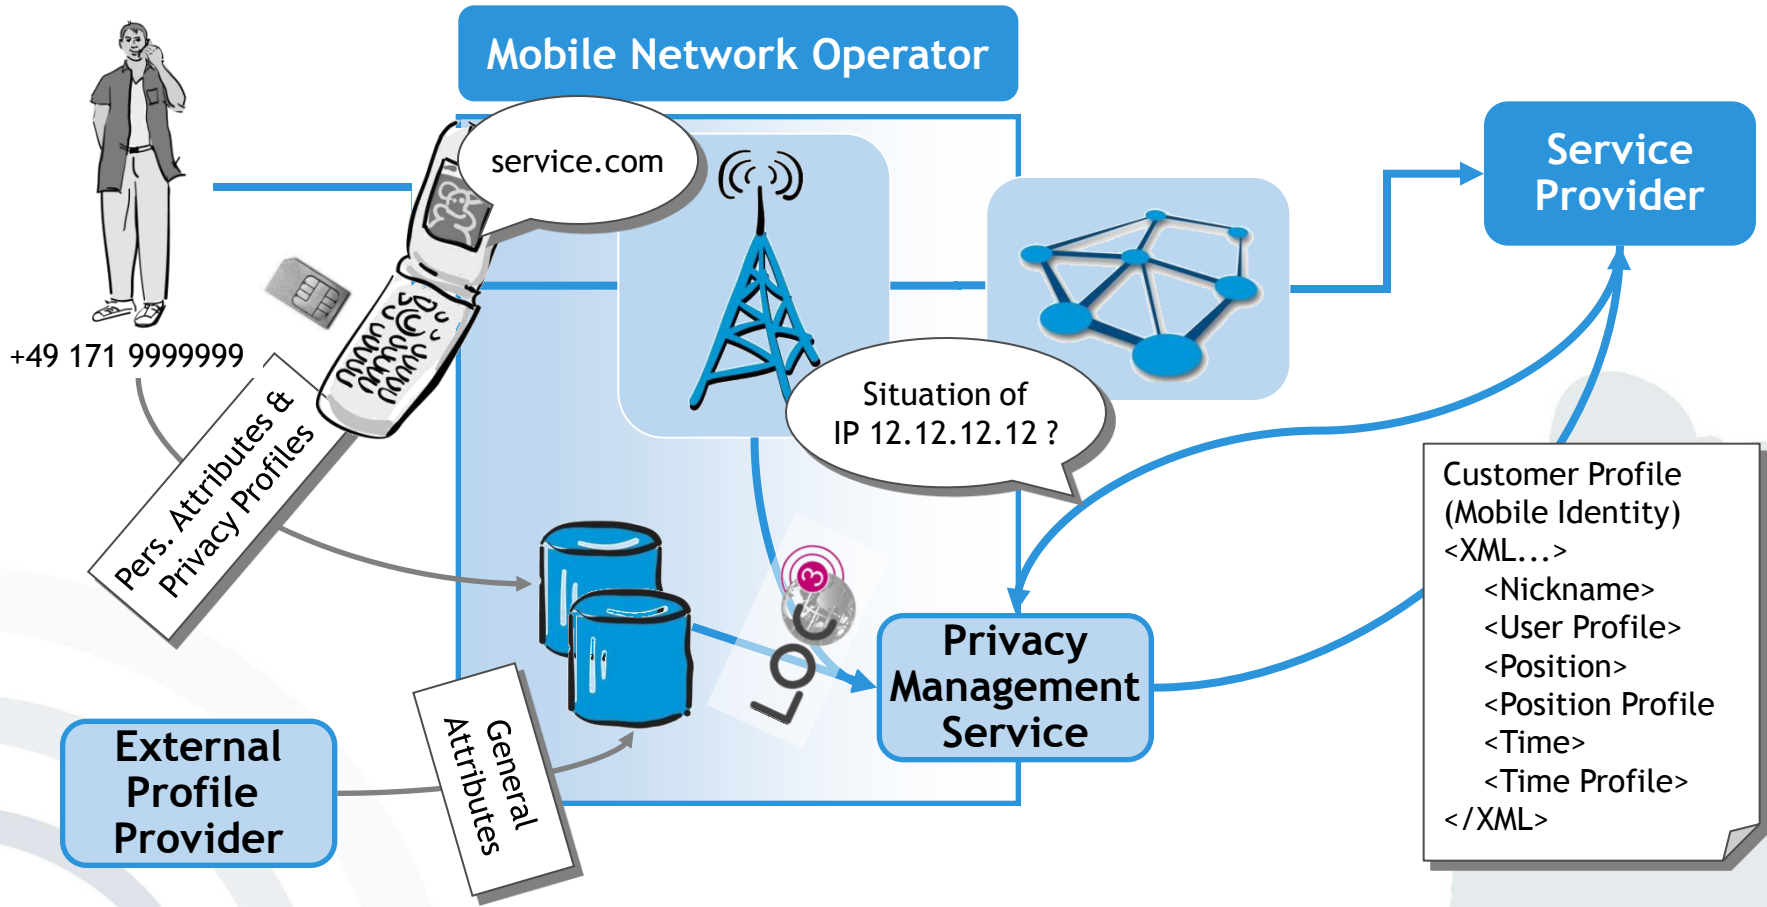 Mobile Network Operator
service.com
Service
Provider
+49 171 9999999
Pers. Attributes &
Privacy Profiles
Situation of
IP 12.12.12.12 ?
LOC
3
Privacy
Management
Service
External
Profile
Provider
General
Attributes
Customer Profile
(Mobile Identity)
<XML...>
<Nickname>
<User Profile>
<Position>
<Position Profile
<Time>
<Time Profile>
</XML>